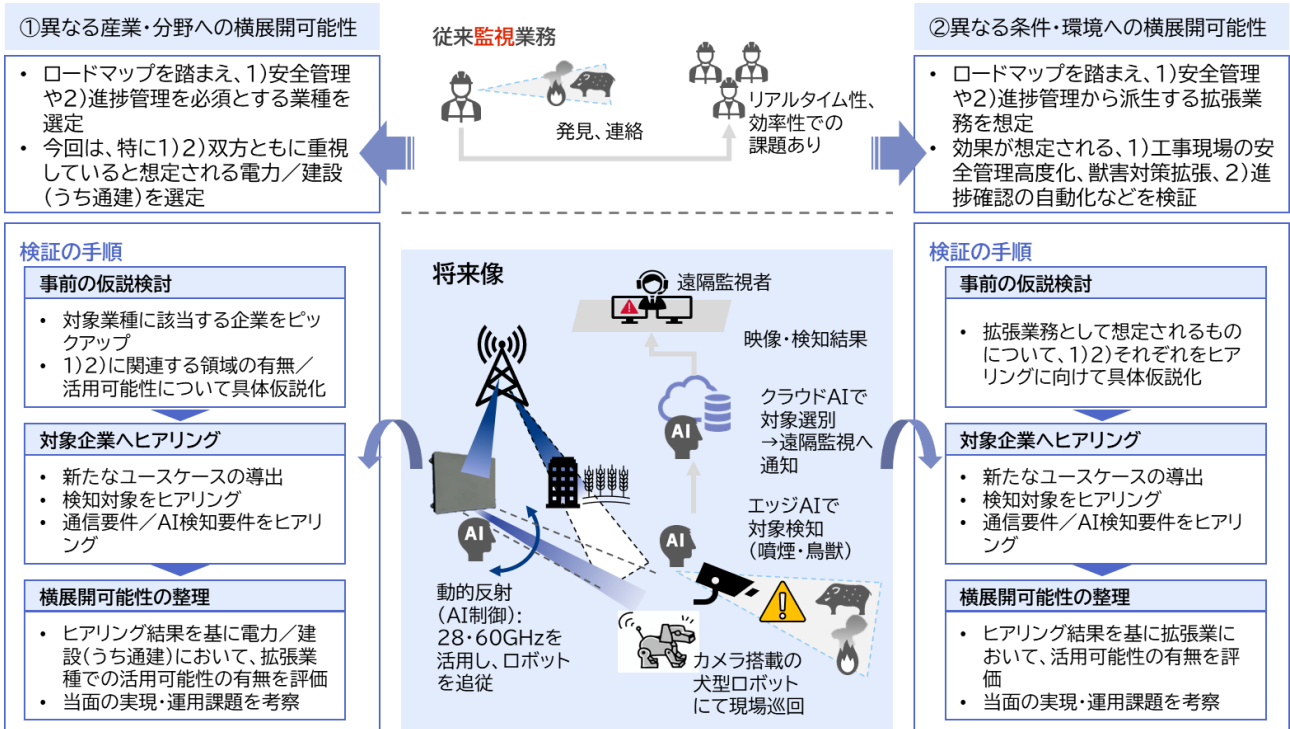 ①異なる産業・分野への横展開可能性
• ロードマップを踏まえ、1)安全管理
や2)進捗管理を必須とする業種を
選定
• 今回は、特に1)2)双方ともに重視
していると想定される電力／建設
(うち通建)を選定
検証の手順
事前の仮説検討
• 対象業種に該当する企業をピッ
クアップ
• 1)2)に関連する領域の有無／
活用可能性について具体仮説化
対象企業へヒアリング
• 新たなユースケースの導出
• 検知対象をヒアリング
• 通信要件／AI検知要件をヒアリ
ング
横展開可能性の整理
• ヒアリング結果を基に電力／建
設(うち通建)において、拡張業
種での活用可能性の有無を評価
• 当面の実現・運用課題を考察
従来監視業務
発見、連絡
リアルタイム性、
効率性での
課題あり
将来像
遠隔監視者
映像・検知結果
クラウドAIで
対象選別
→遠隔監視へ
通知
AI
エッジAIで
対象検知
(噴煙・鳥獣)
AI
AI
動的反射
(AI制御):
28・60GHzを
活用し、ロボット
を追従
カメラ搭載の
犬型ロボット
にて現場巡回
②異なる条件・環境への横展開可能性
• ロードマップを踏まえ、1)安全管理
や2)進捗管理から派生する拡張業
務を想定
• 効果が想定される、1)工事現場の安
全管理高度化、獣害対策拡張、2)進
捗確認の自動化などを検証
検証の手順
事前の仮説検討
• 拡張業務として想定されるもの
について、1)2)それぞれをヒア
リングに向けて具体仮説化
対象企業へヒアリング
• 新たなユースケースの導出
• 検知対象をヒアリング
• 通信要件／AI検知要件をヒアリ
ング
横展開可能性の整理
• ヒアリング結果を基に拡張業に
おいて、活用可能性の有無を評
価
• 当面の実現・運用課題を考察